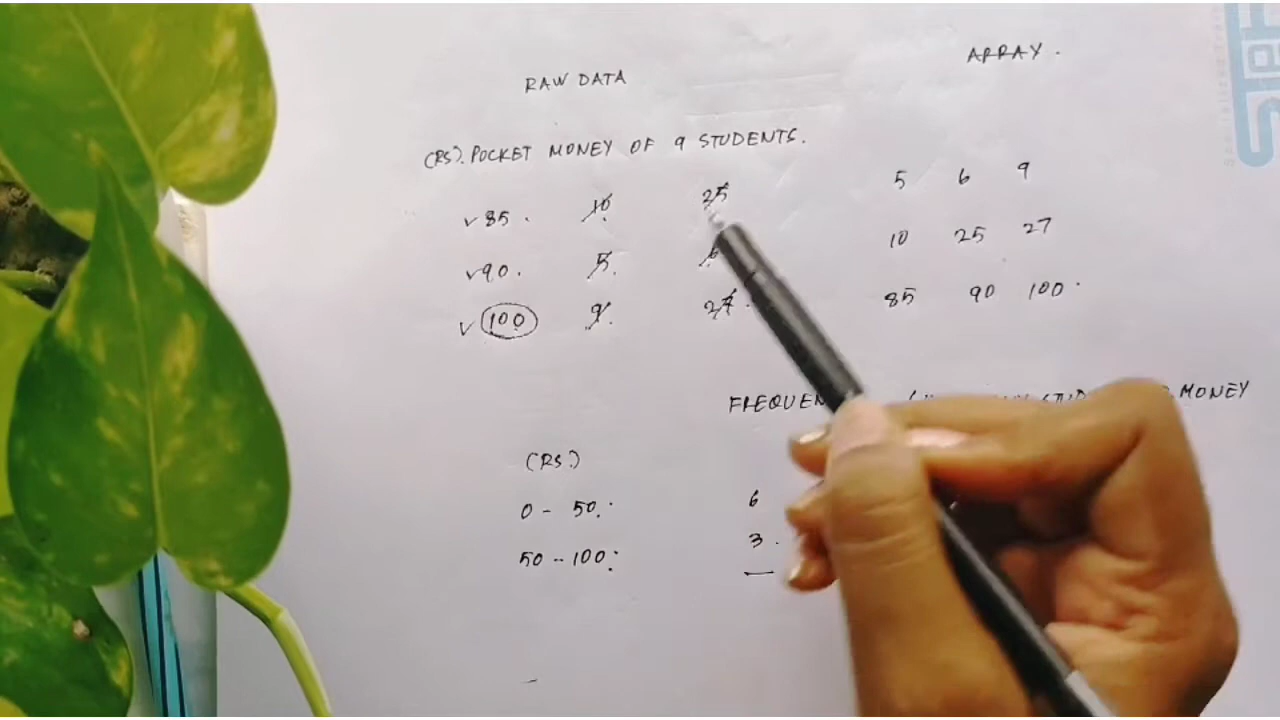 RAW DATA
ARRAY.
(RS). POCKET MONEY OF 9 STUDENTS.
85. 10. 25
90. 5. 6
100 9. 27.
5 6 9
10 25 27
85 90 100.
MONEY
(RS.)
0 - 50. 6
50 - 100: 3.